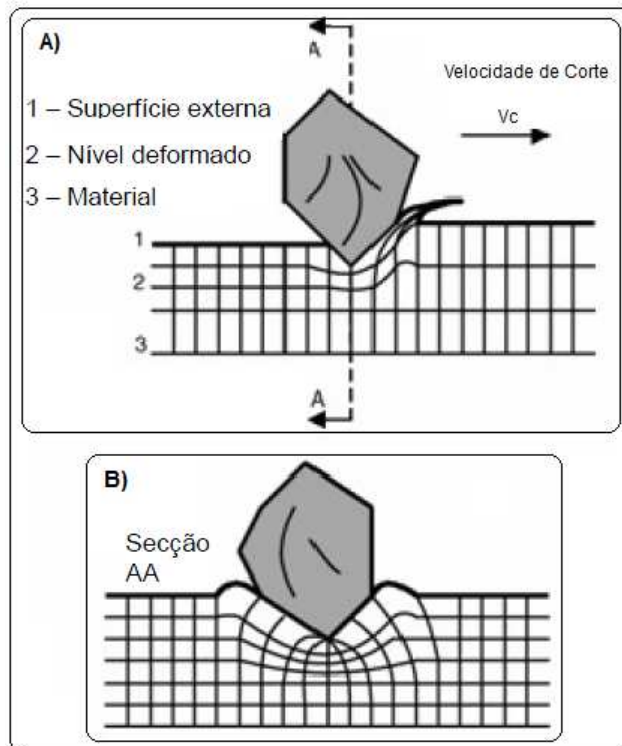 A)
A
Velocidade de Corte
Vc
1 – Superfície externa
2 – Nível deformado
3 – Material
1
2
3
A
B)
Secção
AA